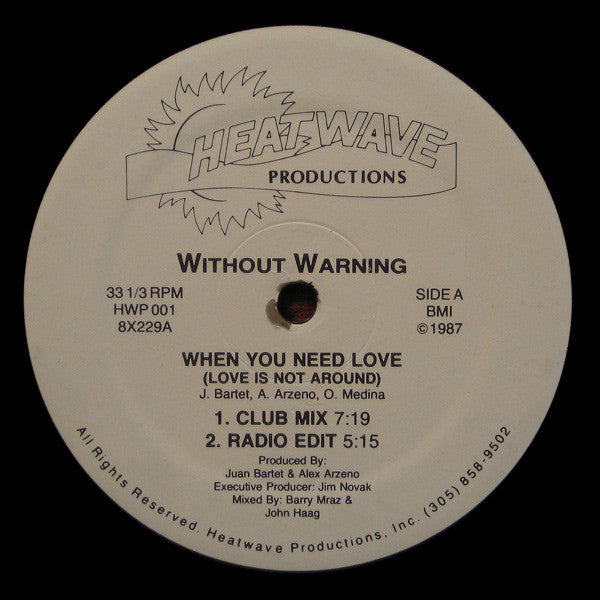 HEATWAVE
PRODUCTIONS
WITHOUT WARNING
33 1/3 RPM
HWP 001
8X229A
SIDE A
BMI
©1987
WHEN YOU NEED LOVE
(LOVE IS NOT AROUND)
J. Bartet, A. Arzeno, O. Medina
1. CLUB MIX 7:19
2. RADIO EDIT 5:15
Produced By:
Juan Bartet & Alex Arzeno
Executive Producer: Jim Novak
Mixed By: Barry Mraz &
John Haag
All Rights Reserved. Heatwave Productions, Inc. (305) 858-9502